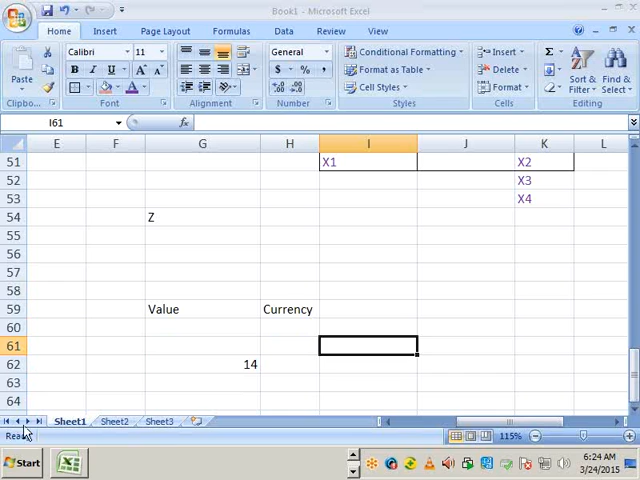 Book1 - Microsoft Excel
Home Insert Page Layout Formulas Data Review View
Calibri 11 General Conditional Formatting Insert Σ
Paste B I U A A $ % , Format as Table Delete Sort & Filter Find & Select
Cell Styles Format
Clipboard Font Alignment Number Styles Cells Editing
I61 fx
E F G H I J K L
51 X1 X2
52 X3
53 X4
54 Z
55
56
57
58
59 Value Currency
60
61
62 14
63
64
Sheet1 Sheet2 Sheet3
115%
Start 6:24 AM
3/24/2015